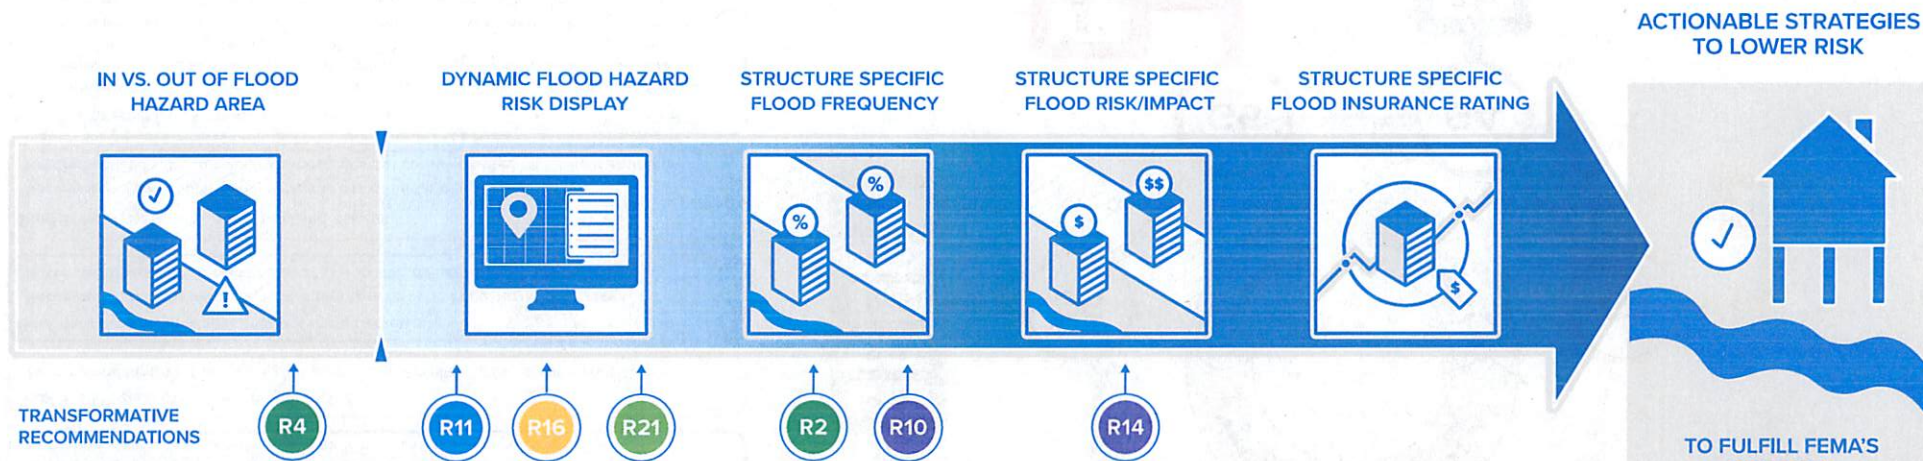 ACTIONABLE STRATEGIES
TO LOWER RISK
IN VS. OUT OF FLOOD
HAZARD AREA
DYNAMIC FLOOD HAZARD
RISK DISPLAY
STRUCTURE SPECIFIC
FLOOD FREQUENCY
STRUCTURE SPECIFIC
FLOOD RISK/IMPACT
STRUCTURE SPECIFIC
FLOOD INSURANCE RATING
!
%
%
$
$$
$
TRANSFORMATIVE
RECOMMENDATIONS
R4
R11
R16
R21
R2
R10
R14
TO FULFILL FEMA'S